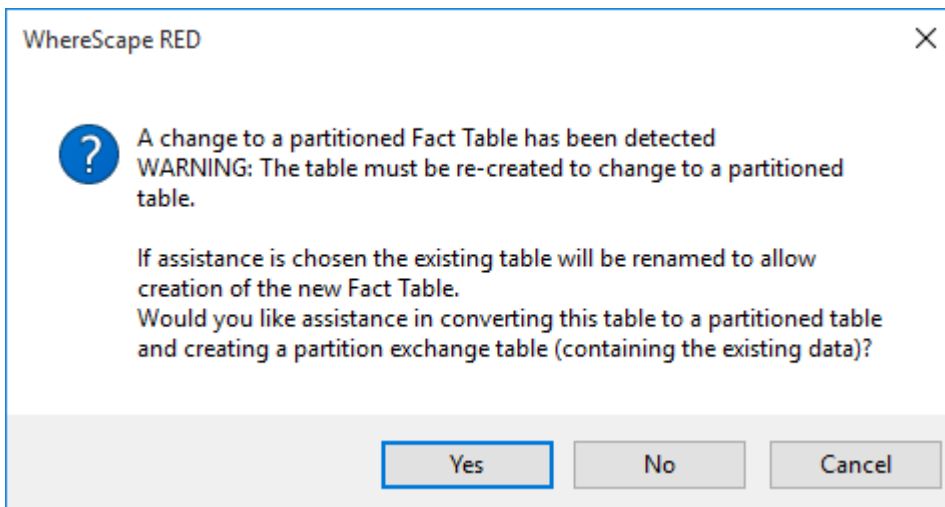 WhereScape RED
A change to a partitioned Fact Table has been detected
WARNING: The table must be re-created to change to a partitioned
table.
If assistance is chosen the existing table will be renamed to allow
creation of the new Fact Table.
Would you like assistance in converting this table to a partitioned table
and creating a partition exchange table (containing the existing data)?
Yes No Cancel